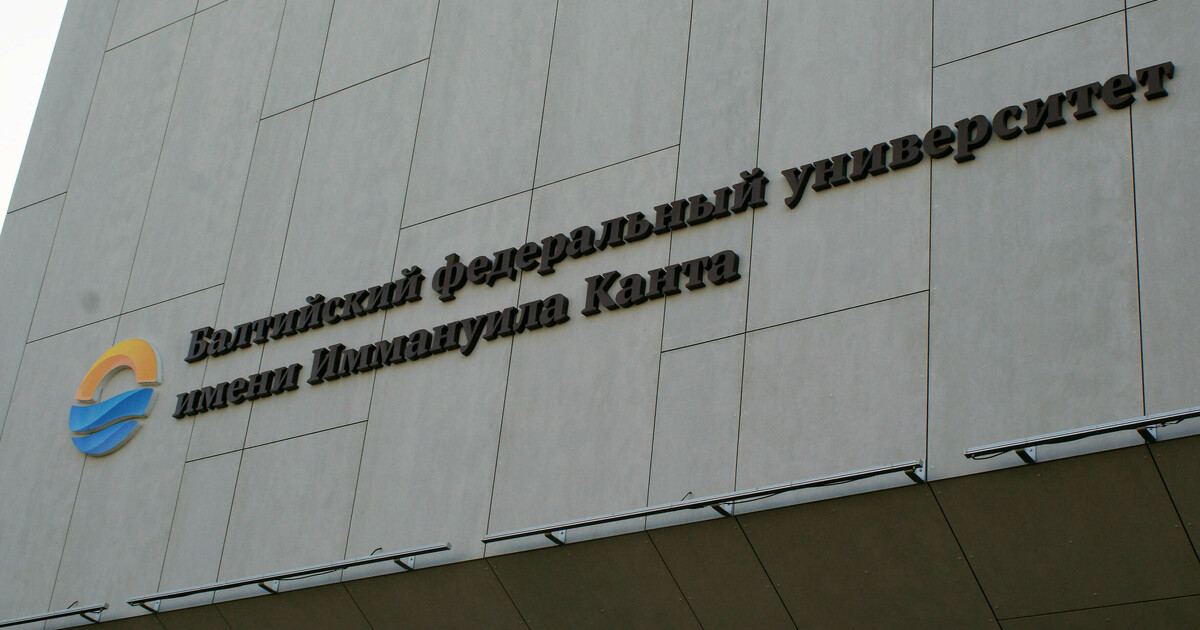 Балтийский федеральный университет
имени Иммануила Канта